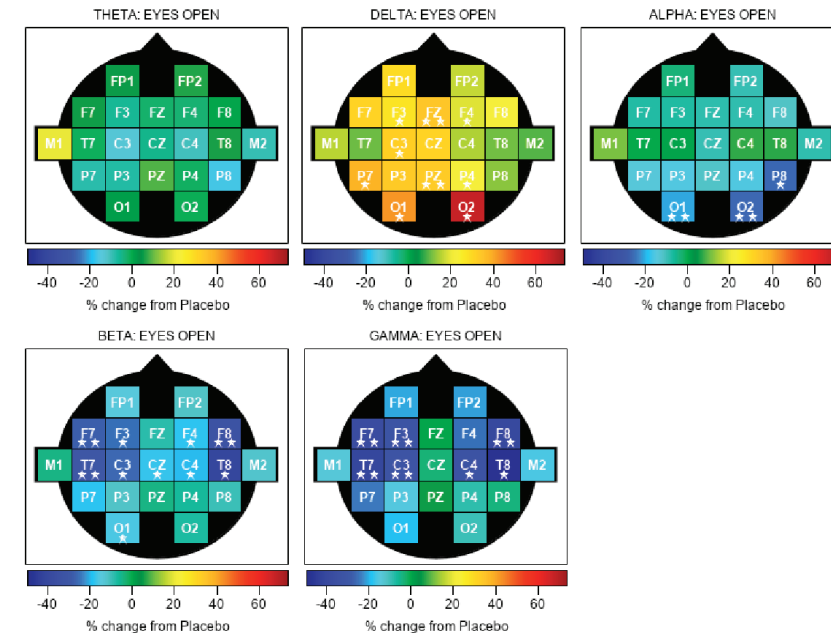 THETA: EYES OPEN
FP1 FP2
F7 F3 FZ F4 F8
M1 T7 C3 CZ C4 T8 M2
P7 P3 PZ P4 P8
O1 O2
-40 -20 0 20 40 60
% change from Placebo
DELTA: EYES OPEN
FP1 FP2
F7 F3 FZ F4 F8
M1 T7 C3 CZ C4 T8 M2
P7 P3 PZ P4 P8
O1 O2
-40 -20 0 20 40 60
% change from Placebo
ALPHA: EYES OPEN
FP1 FP2
F7 F3 FZ F4 F8
M1 T7 C3 CZ C4 T8 M2
P7 P3 PZ P4 P8
O1 O2
-40 -20 0 20 40 60
% change from Placebo
BETA: EYES OPEN
FP1 FP2
F7 F3 FZ F4 F8
M1 T7 C3 CZ C4 T8 M2
P7 P3 PZ P4 P8
O1 O2
-40 -20 0 20 40 60
% change from Placebo
GAMMA: EYES OPEN
FP1 FP2
F7 F3 FZ F4 F8
M1 T7 C3 CZ C4 T8 M2
P7 P3 PZ P4 P8
O1 O2
-40 -20 0 20 40 60
% change from Placebo